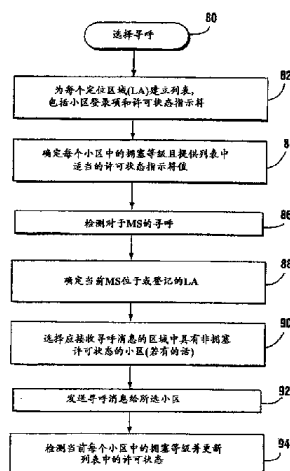 选择寻呼
80
为每个定位区域(LA)建立列表,
包括小区登录项和许可状态指示符
82
确定每个小区中的拥塞等级且提供列表中
适当的许可状态指示符值
8
检测对于MS的寻呼
86
确定当前MS位于或登记的LA
88
选择应接收寻呼消息的区域中具有非拥塞
许可状态的小区(若有的话)
90
发送寻呼消息给所选小区
92
检测当前每个小区中的拥塞等级并更新
列表中的许可状态
94